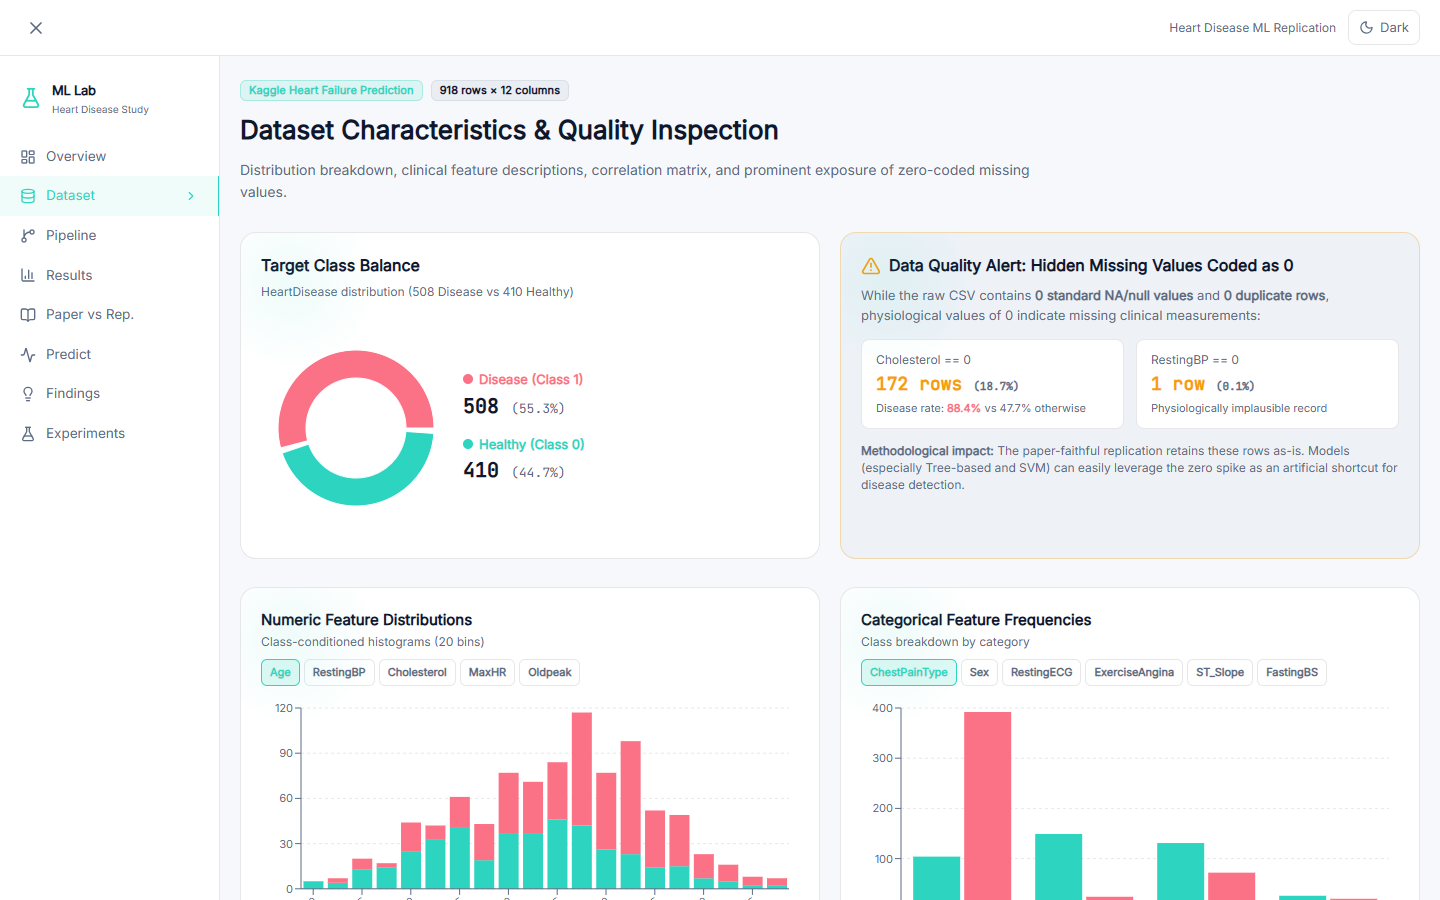 Heart Disease ML Replication
Dark
ML Lab
Heart Disease Study
Overview
Dataset
Pipeline
Results
Paper vs Rep.
Predict
Findings
Experiments
Kaggle Heart Failure Prediction
918 rows × 12 columns
Dataset Characteristics & Quality Inspection
Distribution breakdown, clinical feature descriptions, correlation matrix, and prominent exposure of zero-coded missing
values.
Target Class Balance
HeartDisease distribution (508 Disease vs 410 Healthy)
Disease (Class 1)
508 (55.3%)
Healthy (Class 0)
410 (44.7%)
Data Quality Alert: Hidden Missing Values Coded as 0
While the raw CSV contains 0 standard NA/null values and 0 duplicate rows,
physiological values of 0 indicate missing clinical measurements:
Cholesterol == 0
172 rows (18.7%)
Disease rate: 88.4% vs 47.7% otherwise
RestingBP == 0
1 row (0.1%)
Physiologically implausible record
Methodological impact: The paper-faithful replication retains these rows as-is. Models
(especially Tree-based and SVM) can easily leverage the zero spike as an artificial shortcut for
disease detection.
Numeric Feature Distributions
Class-conditioned histograms (20 bins)
Age RestingBP Cholesterol MaxHR Oldpeak
120
90
60
30
0
Categorical Feature Frequencies
Class breakdown by category
ChestPainType Sex RestingECG ExerciseAngina ST_Slope FastingBS
400
300
200
100